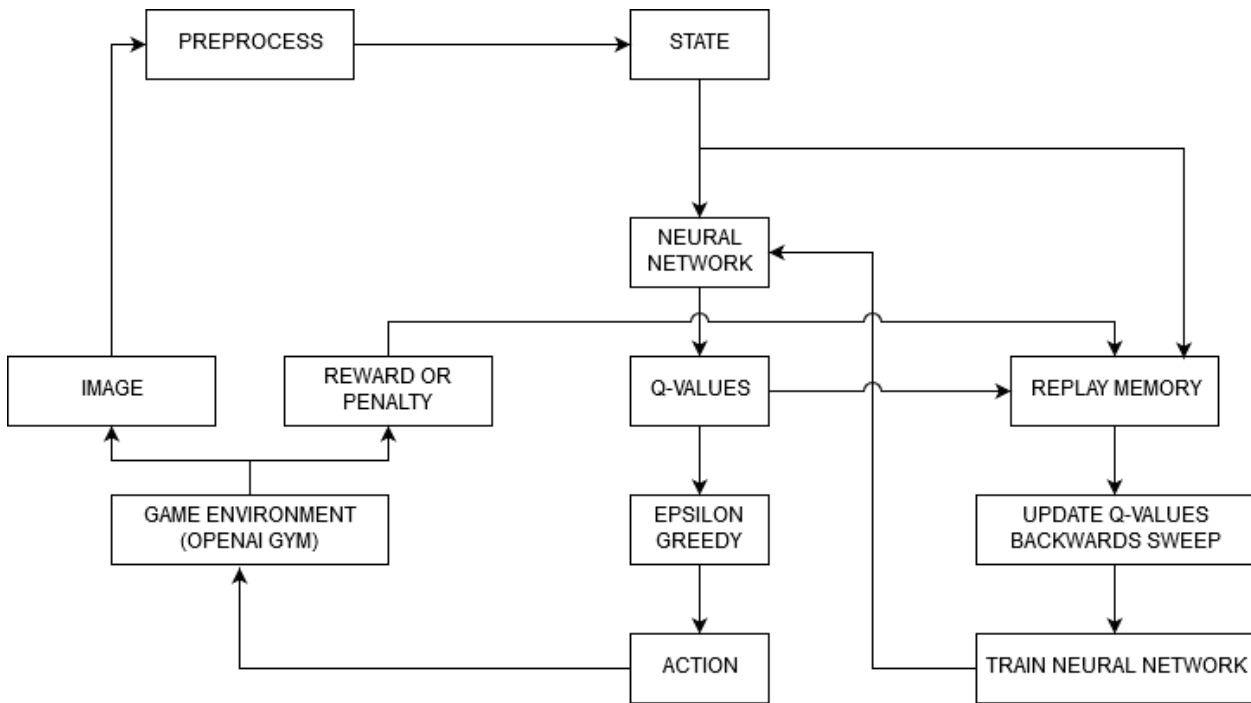 PREPROCESS
STATE
NEURAL
NETWORK
IMAGE
REWARD OR
PENALTY
Q-VALUES
REPLAY MEMORY
GAME ENVIRONMENT
(OPENAI GYM)
EPSILON
GREEDY
UPDATE Q-VALUES
BACKWARDS SWEEP
ACTION
TRAIN NEURAL NETWORK